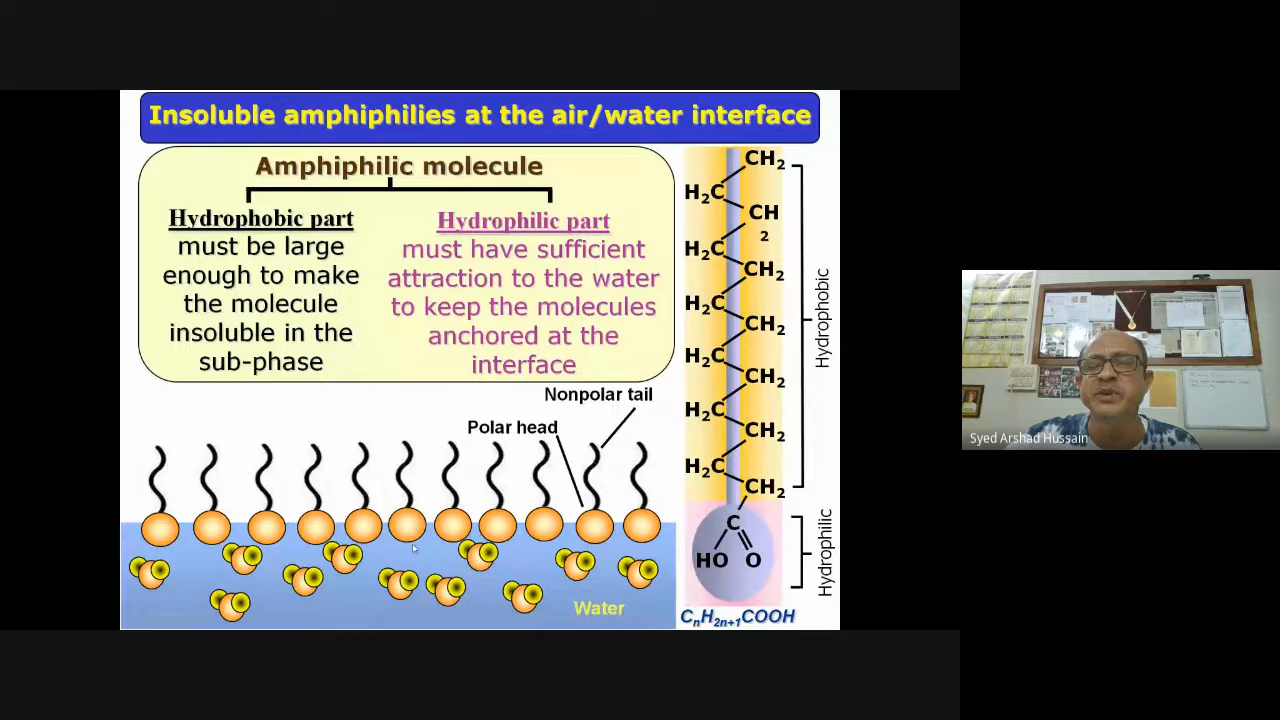 Insoluble amphiphilies at the air/water interface
Amphiphilic molecule
Hydrophobic part
must be large
enough to make
the molecule
insoluble in the
sub-phase
Hydrophilic part
must have sufficient
attraction to the water
to keep the molecules
anchored at the
interface
Nonpolar tail
Polar head
Water
CH2
H2C
CH
2
H2C
CH2
H2C
CH2
H2C
CH2
H2C
CH2
H2C
CH2
C
HO O
Hydrophobic
Hydrophilic
CnH2n+1COOH
Syed Arshad Hussain